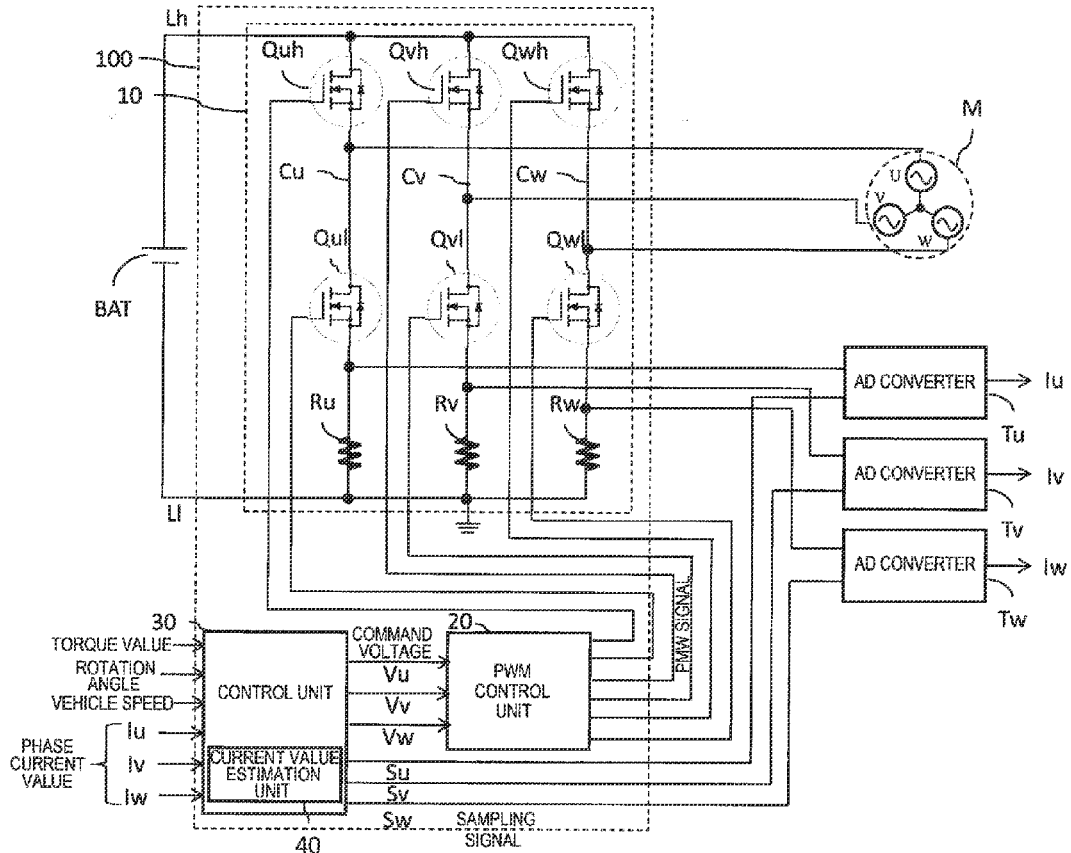 Lh
100
10
Quh
Qvh
Qwh
M
Cu
Cv
Cw
U
V
W
Qul
Qvl
Qwl
BAT
Ru
Rv
Rw
AD CONVERTER
Iu
Tu
AD CONVERTER
Iv
Tv
AD CONVERTER
Iw
Tw
Ll
30
TORQUE VALUE
ROTATION
ANGLE
VEHICLE SPEED
PHASE
CURRENT
VALUE
Iu
Iv
Iw
CONTROL UNIT
CURRENT VALUE
ESTIMATION
UNIT
40
COMMAND
VOLTAGE
Vu
Vv
Vw
20
PWM
CONTROL
UNIT
PMW SIGNAL
Su
Sv
Sw
SAMPLING
SIGNAL